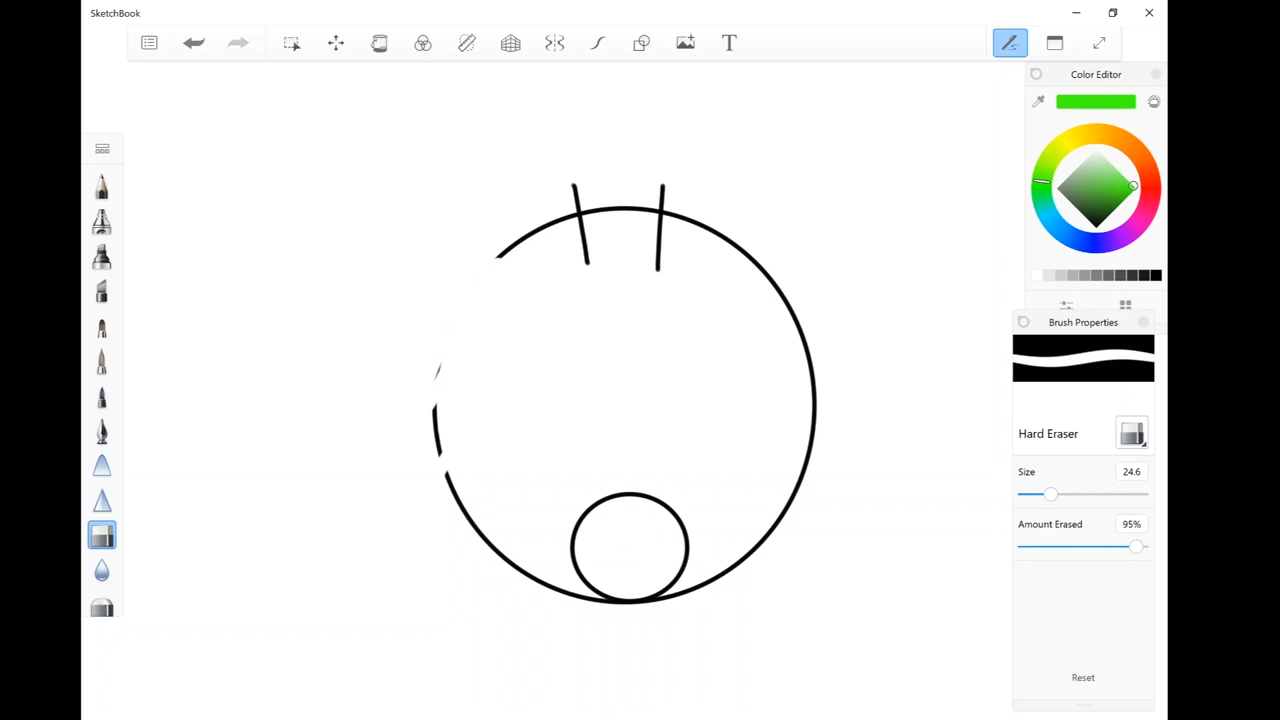 SketchBook
T
Color Editor
Brush Properties
Hard Eraser
Size 24.6
Amount Erased 95%
Reset